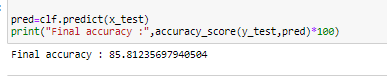 pred=clf.predict(x_test)
print("Final accuracy :",accuracy_score(y_test,pred)*100)
Final accuracy : 85.81235697940504